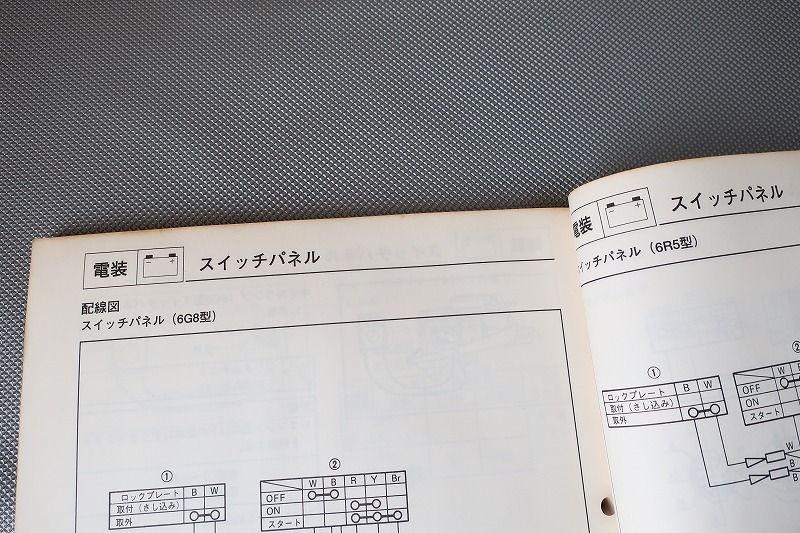 電装 − + スイッチパネル
配線図
スイッチパネル（6G8型）
①
ロックプレート B W
取付（さし込み）
取外
②
W B R Y Br
OFF
ON
スタート
電装 − + スイッチパネル
スイッチパネル（6R5型）
①
ロックプレート B W
取付（さし込み）
取外
②
W
OFF
ON
スタート
W
B
B